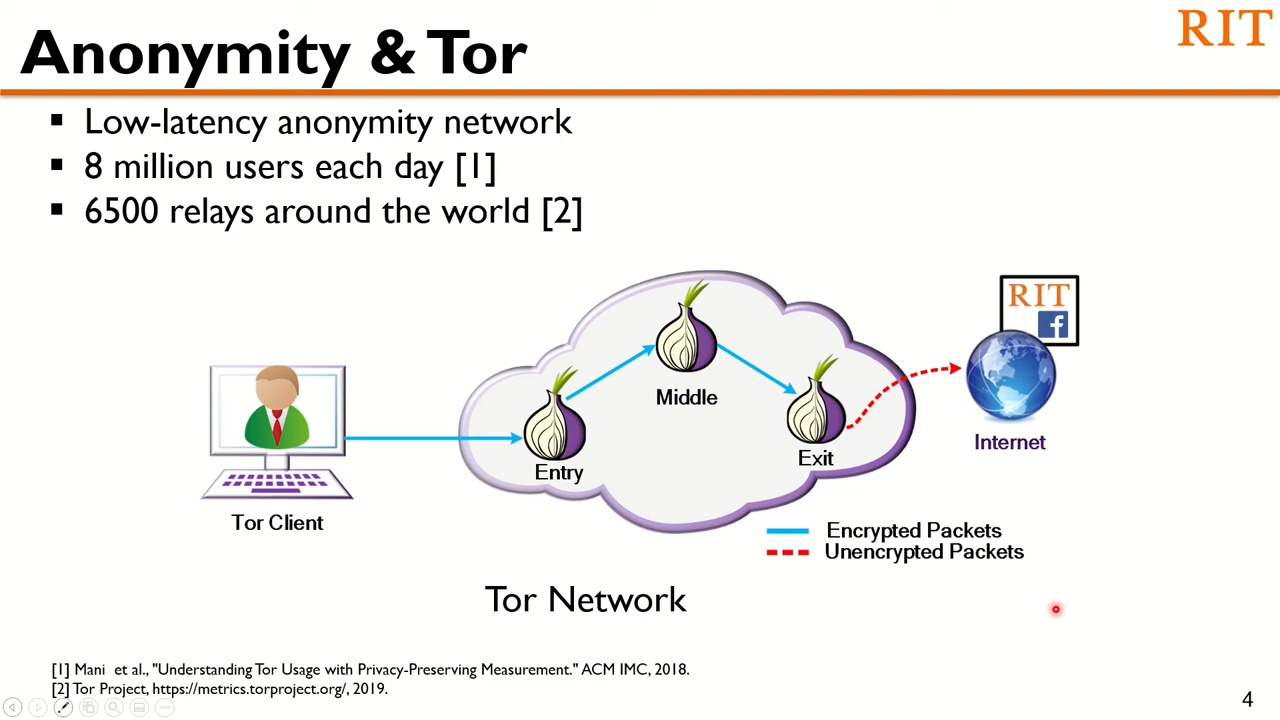 Anonymity & Tor
RIT
▪ Low-latency anonymity network
▪ 8 million users each day [1]
▪ 6500 relays around the world [2]
RIT
f
Middle
Entry
Exit
Internet
Tor Client
Encrypted Packets
Unencrypted Packets
Tor Network
[1] Mani et al., "Understanding Tor Usage with Privacy-Preserving Measurement." ACM IMC, 2018.
[2] Tor Project, https://metrics.torproject.org/, 2019.
4